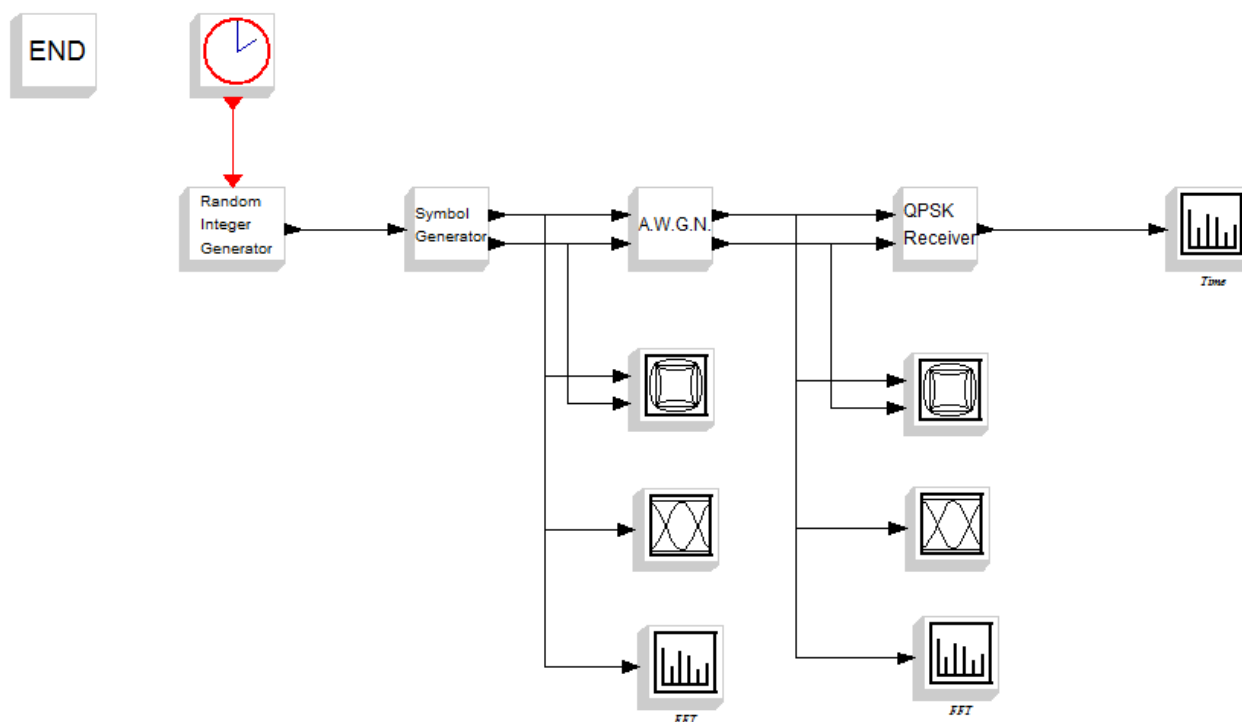 END
Random
Integer
Generator
Symbol
Generator
A.W.G.N.
QPSK
Receiver
Time
FFT
FFT